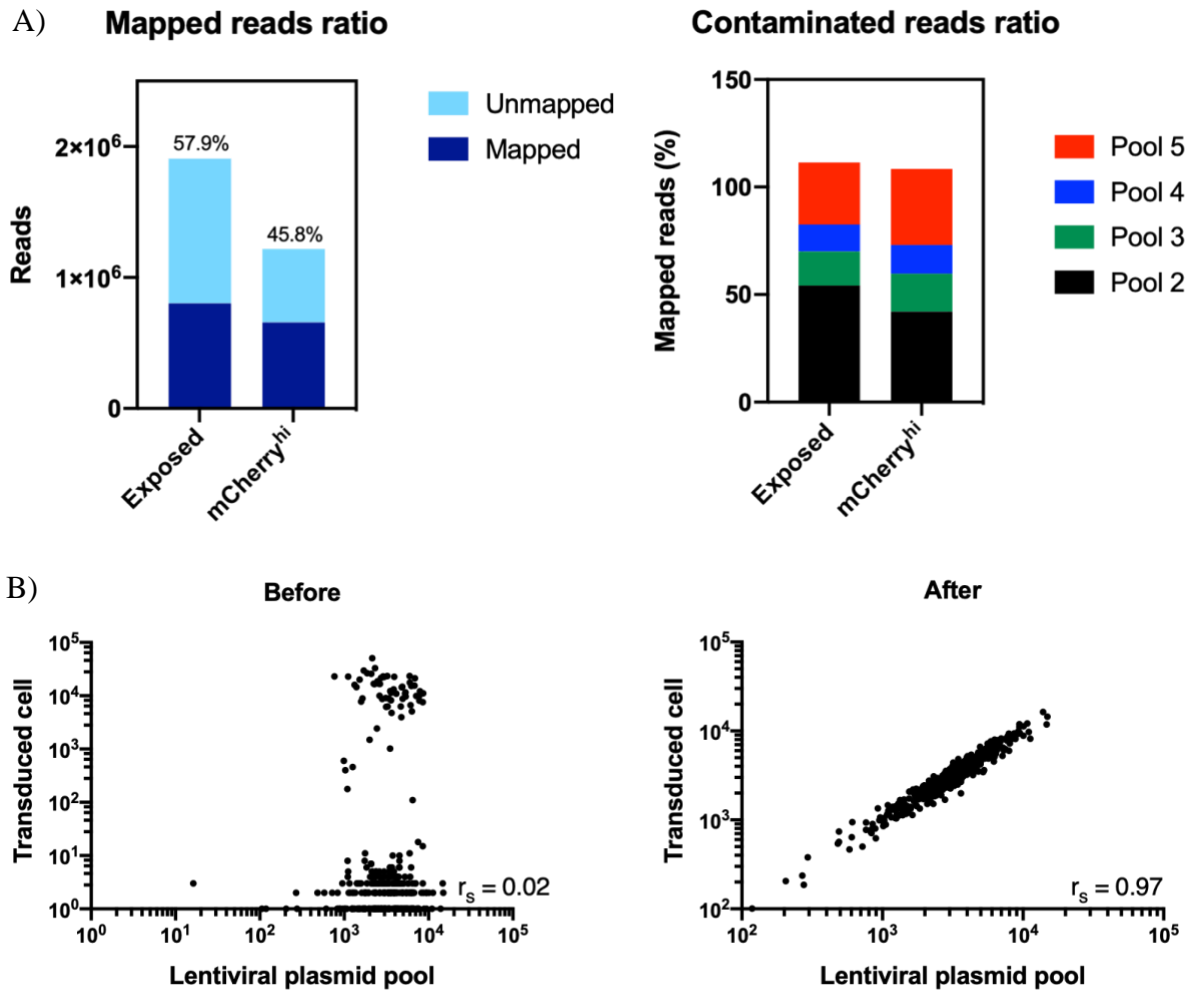 A)
Mapped reads ratio
Reads
2×10⁶
1×10⁶
0
57.9%
45.8%
Exposed
mCherryʰⁱ
Unmapped
Mapped
Contaminated reads ratio
Mapped reads (%)
150
100
50
0
Exposed
mCherryʰⁱ
Pool 5
Pool 4
Pool 3
Pool 2
B)
Before
Transduced cell
10⁵
10⁴
10³
10²
10¹
10⁰
rₛ = 0.02
10⁰ 10¹ 10² 10³ 10⁴ 10⁵
Lentiviral plasmid pool
After
Transduced cell
10⁵
10⁴
10³
10²
rₛ = 0.97
10² 10³ 10⁴ 10⁵
Lentiviral plasmid pool